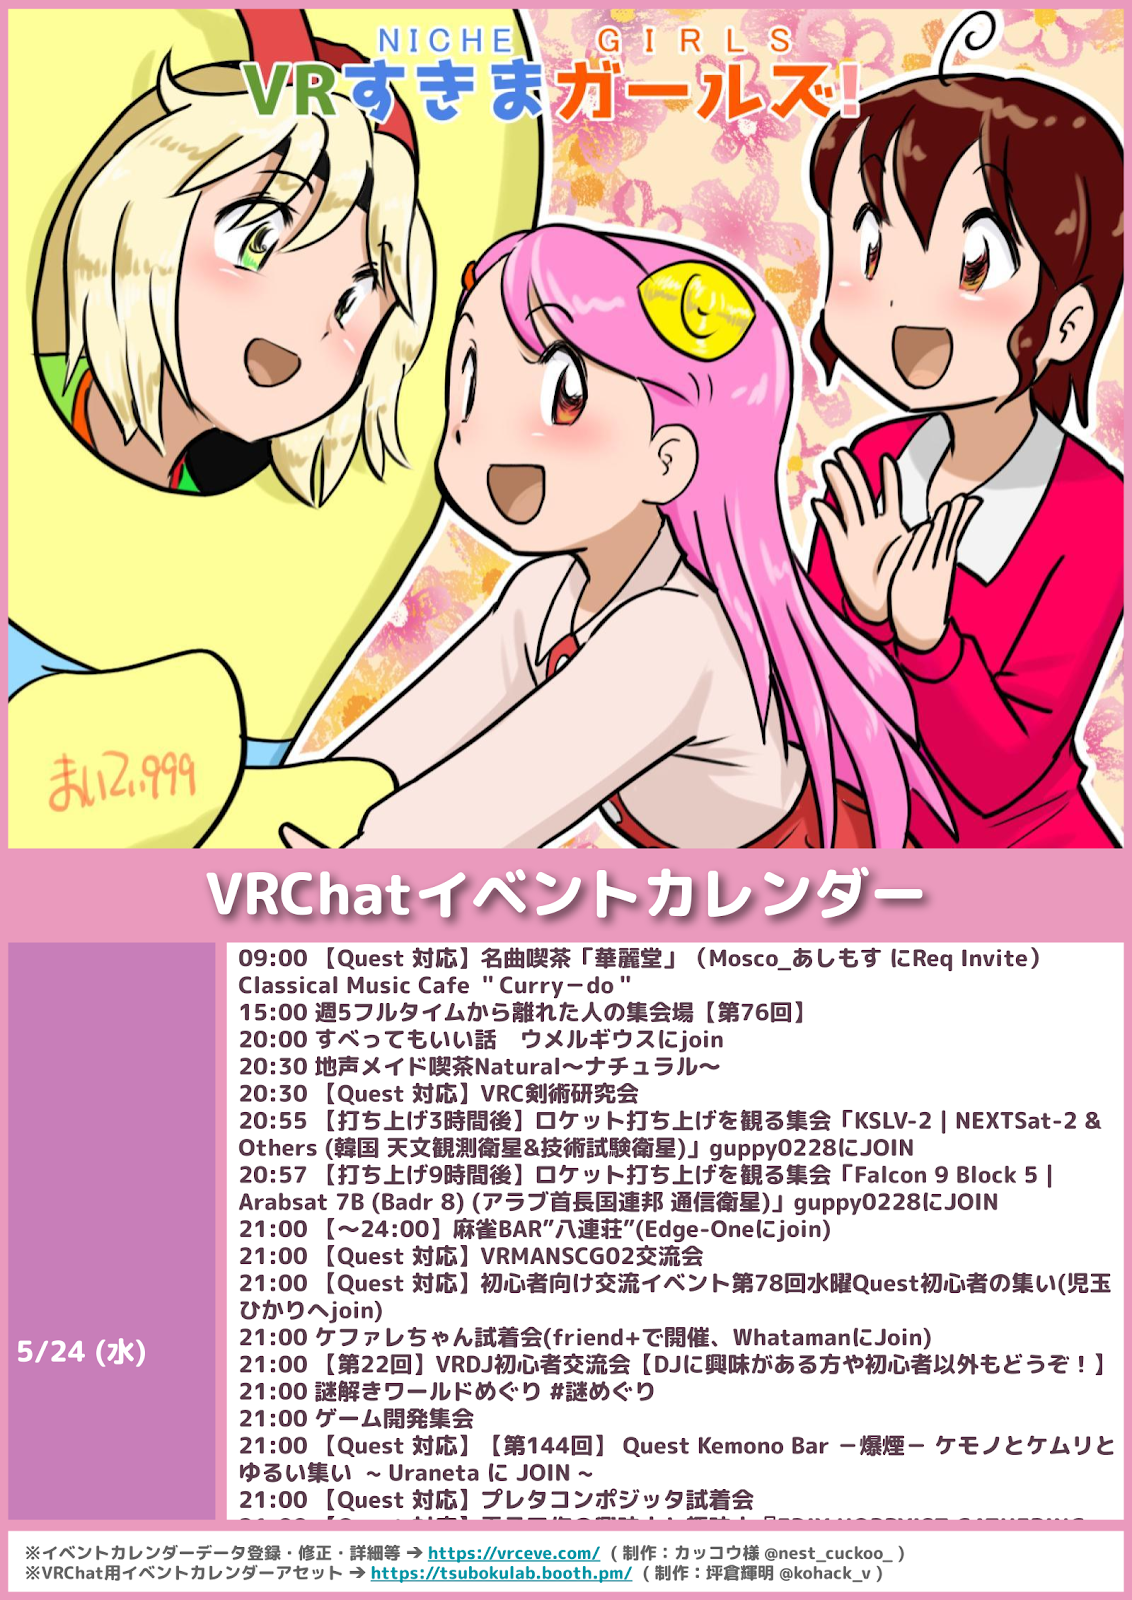 NICHE GIRLS
VRすきまガールズ!
まいてぃ999
VRChatイベントカレンダー
5/24 (水)
09:00 【Quest 対応】名曲喫茶「華麗堂」（Mosco_あしもす にReq Invite）
Classical Music Cafe ＂Curry－do＂
15:00 週5フルタイムから離れた人の集会場【第76回】
20:00 すべってもいい話　ウメルギウスにjoin
20:30 地声メイド喫茶Natural～ナチュラル～
20:30 【Quest 対応】VRC剣術研究会
20:55 【打ち上げ3時間後】ロケット打ち上げを観る集会「KSLV-2 | NEXTSat-2 &
Others (韓国 天文観測衛星&技術試験衛星)」guppy0228にJOIN
20:57 【打ち上げ9時間後】ロケット打ち上げを観る集会「Falcon 9 Block 5 |
Arabsat 7B (Badr 8) (アラブ首長国連邦 通信衛星)」guppy0228にJOIN
21:00 【～24:00】麻雀BAR”八連荘”(Edge-Oneにjoin)
21:00 【Quest 対応】VRMANSCG02交流会
21:00 【Quest 対応】初心者向け交流イベント第78回水曜Quest初心者の集い(児玉
ひかりへjoin)
21:00 ケファレちゃん試着会(friend+で開催、WhatamanにJoin)
21:00 【第22回】VRDJ初心者交流会【DJに興味がある方や初心者以外もどうぞ！】
21:00 謎解きワールドめぐり #謎めぐり
21:00 ゲーム開発集会
21:00 【Quest 対応】【第144回】 Quest Kemono Bar －爆煙－ ケモノとケムリと
ゆるい集い ~ Uraneta に JOIN ~
21:00 【Quest 対応】プレタコンポジッタ試着会
※イベントカレンダーデータ登録・修正・詳細等 ➔ https://vrceve.com/ ( 制作：カッコウ様 @nest_cuckoo_ )
※VRChat用イベントカレンダーアセット ➔ https://tsubokulab.booth.pm/ ( 制作：坪倉輝明 @kohack_v )